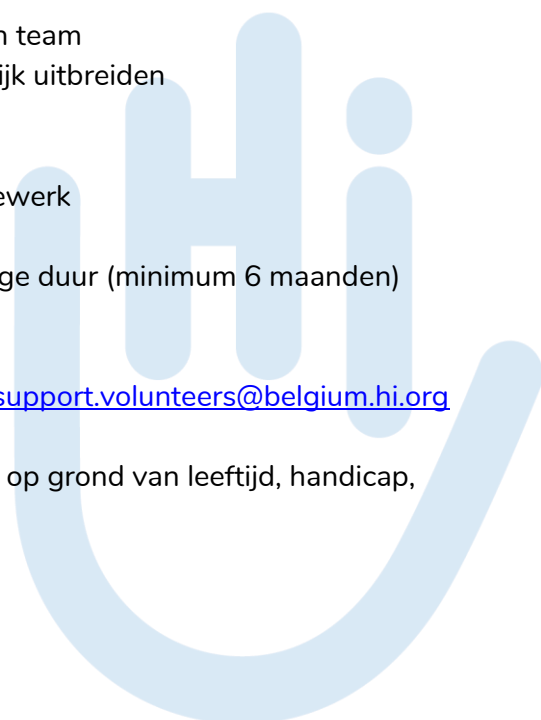 n team
ijk uitbreiden
ewerk
ge duur (minimum 6 maanden)
support.volunteers@belgium.hi.org
op grond van leeftijd, handicap,
Hi